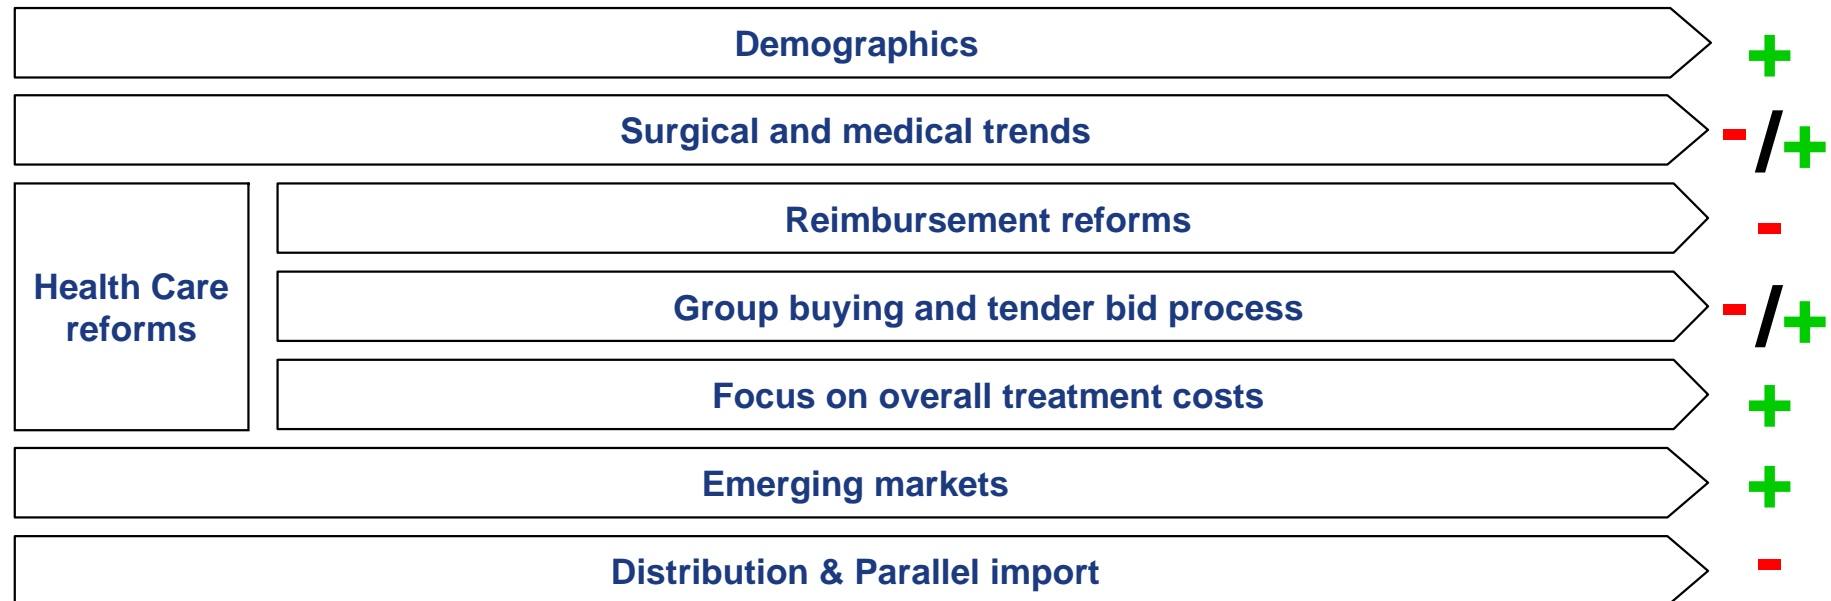 Demographics
+
Surgical and medical trends
-/+
Health Care
reforms
Reimbursement reforms
-
Group buying and tender bid process
-/+
Focus on overall treatment costs
+
Emerging markets
+
Distribution & Parallel import
-